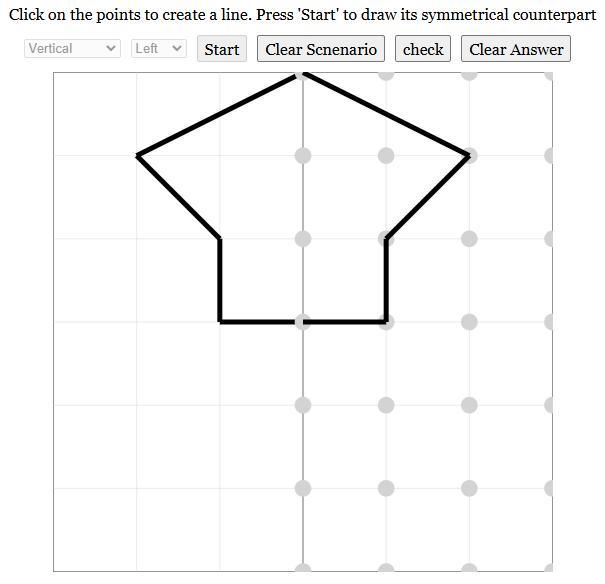 Click on the points to create a line. Press 'Start' to draw its symmetrical counterpart
Vertical Left Start Clear Scnenario check Clear Answer